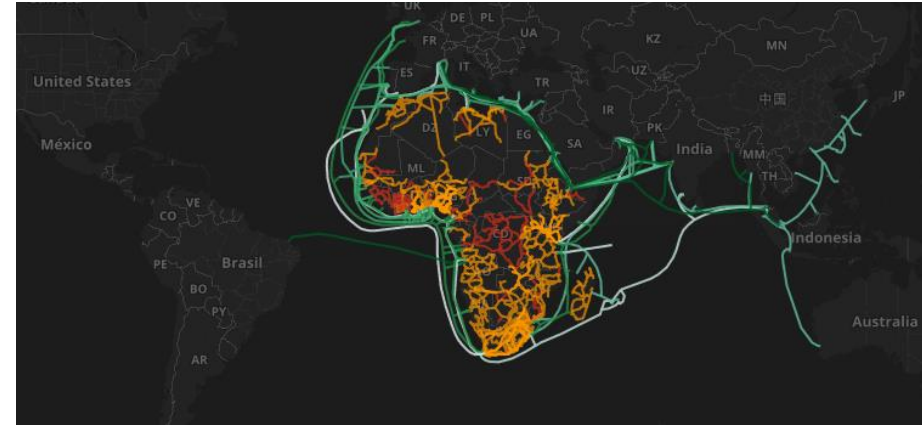 UK
DE PL
FR
UA
KZ
MN
ES
IT
TR
UZ
United States
中国
JP
IR
PK
DZ
LY
EG
SA
México
India
MM
TH
ML
SD
CD
VE
CO
Indonesia
PE
Brasil
BO
PY
AR
Australia